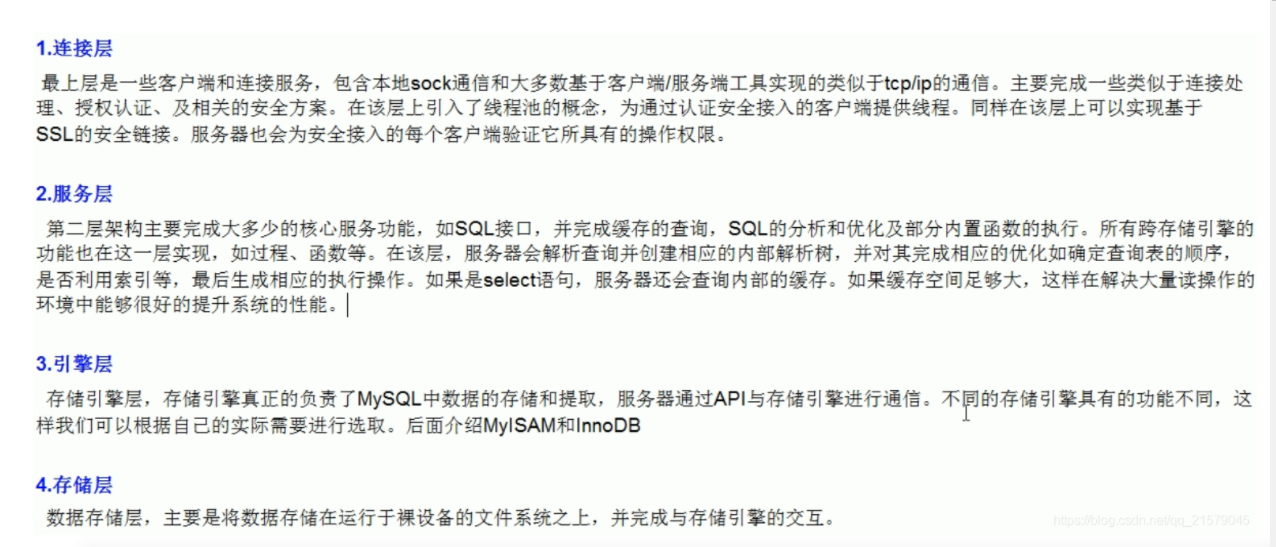 1.连接层
最上层是一些客户端和连接服务，包含本地sock通信和大多数基于客户端/服务端工具实现的类似于tcp/ip的通信。主要完成一些类似于连接处
理、授权认证、及相关的安全方案。在该层上引入了线程池的概念，为通过认证安全接入的客户端提供线程。同样在该层上可以实现基于
SSL的安全链接。服务器也会为安全接入的每个客户端验证它所具有的操作权限。
2.服务层
第二层架构主要完成大多少的核心服务功能，如SQL接口，并完成缓存的查询，SQL的分析和优化及部分内置函数的执行。所有跨存储引擎的
功能也在这一层实现，如过程、函数等。在该层，服务器会解析查询并创建相应的内部解析树，并对其完成相应的优化如确定查询表的顺序，
是否利用索引等，最后生成相应的执行操作。如果是select语句，服务器还会查询内部的缓存。如果缓存空间足够大，这样在解决大量读操作的
环境中能够很好的提升系统的性能。
3.引擎层
存储引擎层，存储引擎真正的负责了MySQL中数据的存储和提取，服务器通过API与存储引擎进行通信。不同的存储引擎具有的功能不同，这
样我们可以根据自己的实际需要进行选取。后面介绍MyISAM和InnoDB
4.存储层
数据存储层，主要是将数据存储在运行于裸设备的文件系统之上，并完成与存储引擎的交互。
https://blog.csdn.net/qq_21579045